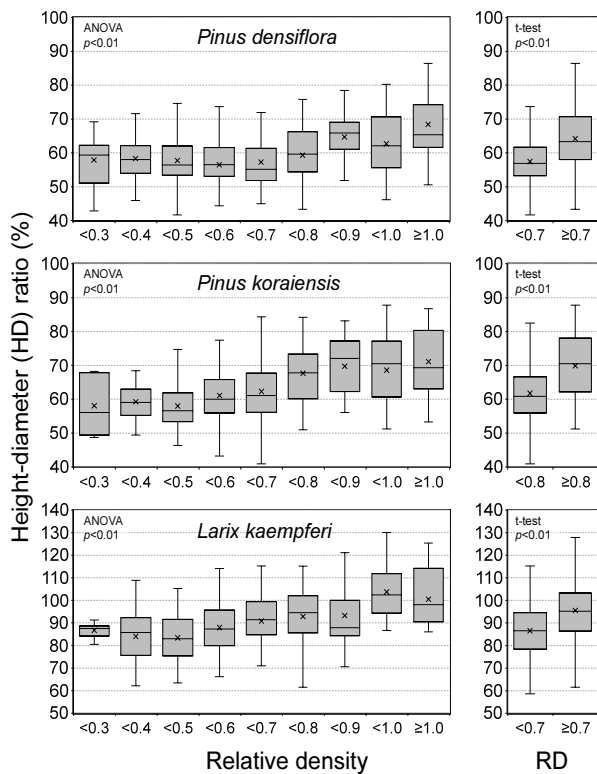 Height-diameter (HD) ratio (%)
ANOVA
p<0.01
Pinus densiflora
100
90
80
70
60
50
40
<0.3 <0.4 <0.5 <0.6 <0.7 <0.8 <0.9 <1.0 ≥1.0
t-test
p<0.01
100
90
80
70
60
50
40
<0.7 ≥0.7
ANOVA
p<0.01
Pinus koraiensis
100
90
80
70
60
50
40
<0.3 <0.4 <0.5 <0.6 <0.7 <0.8 <0.9 <1.0 ≥1.0
t-test
p<0.01
100
90
80
70
60
50
40
<0.8 ≥0.8
ANOVA
p<0.01
Larix kaempferi
140
130
120
110
100
90
80
70
60
50
<0.3 <0.4 <0.5 <0.6 <0.7 <0.8 <0.9 <1.0 ≥1.0
t-test
p<0.01
140
130
120
110
100
90
80
70
60
50
<0.7 ≥0.7
Relative density
RD